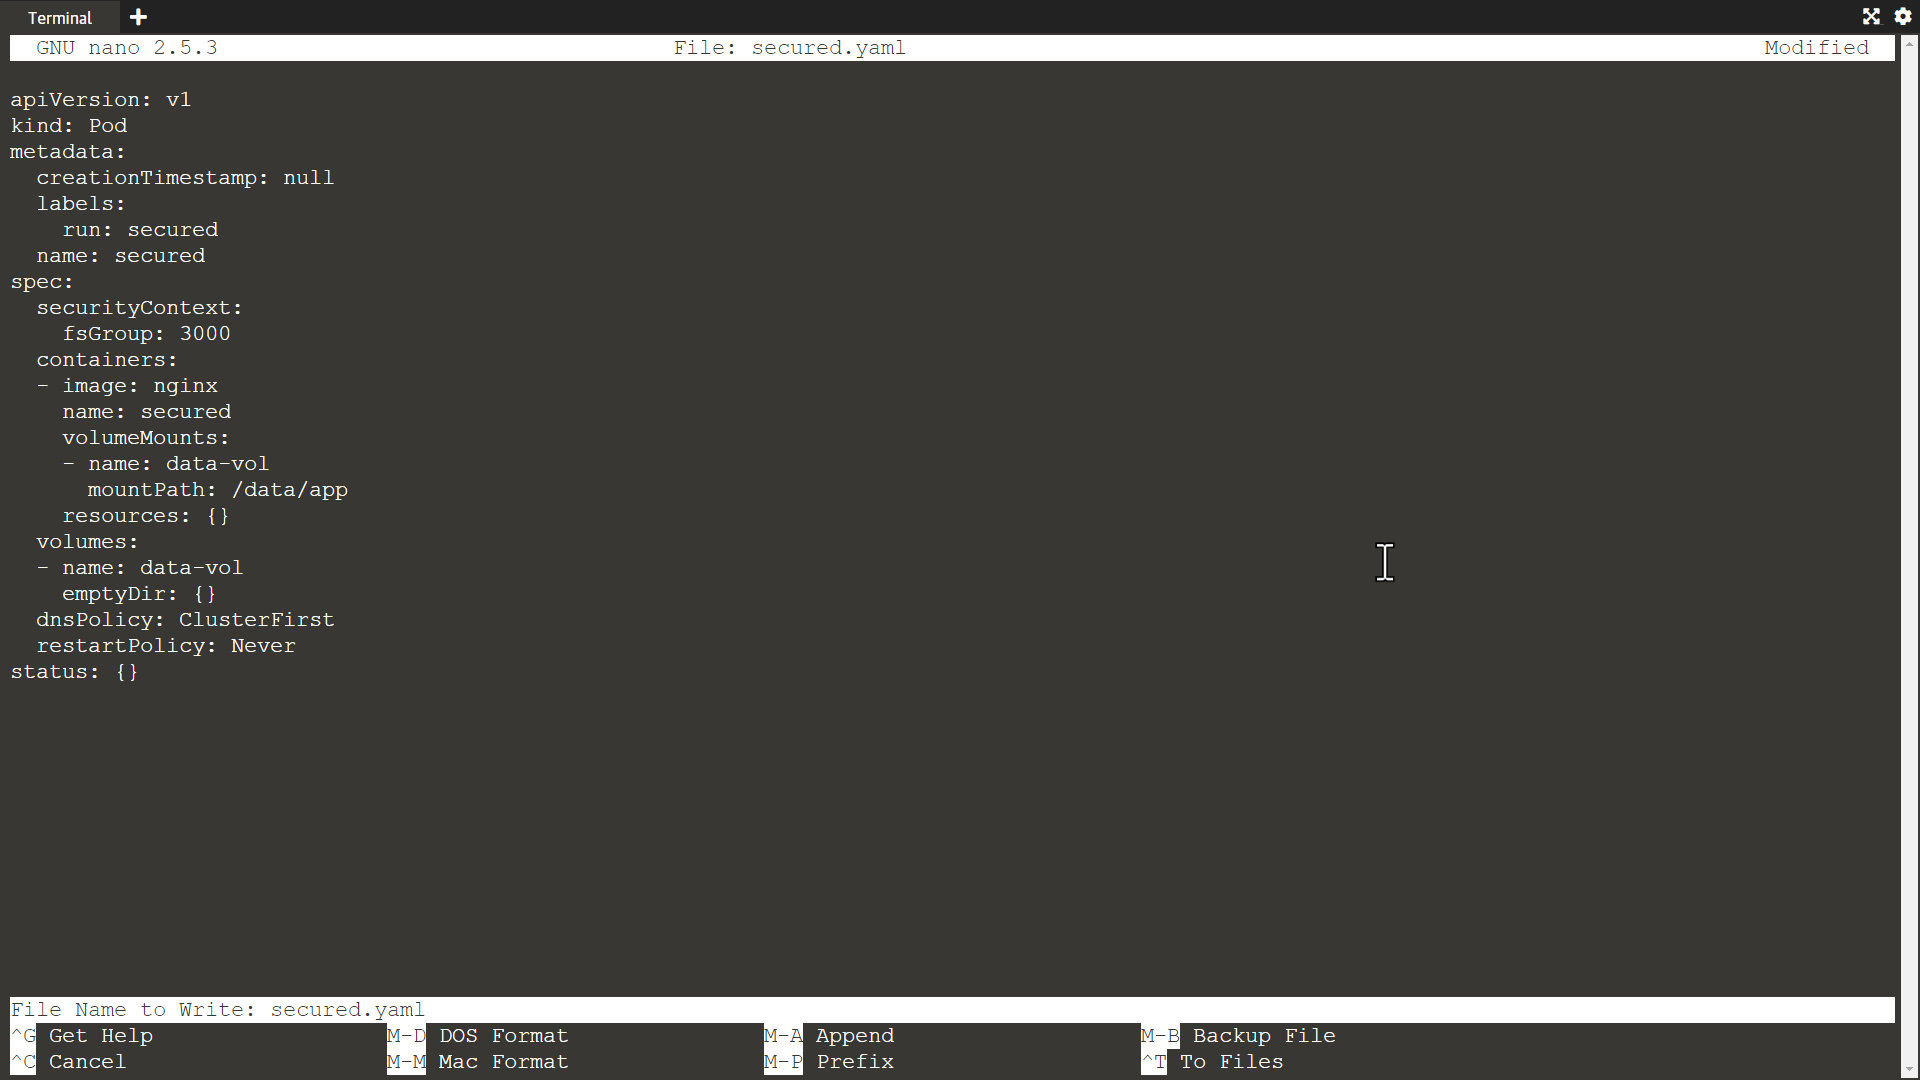 Terminal
GNU nano 2.5.3 File: secured.yaml Modified
apiVersion: v1
kind: Pod
metadata:
  creationTimestamp: null
  labels:
    run: secured
  name: secured
spec:
  securityContext:
    fsGroup: 3000
  containers:
  - image: nginx
    name: secured
    volumeMounts:
    - name: data-vol
      mountPath: /data/app
    resources: {}
  volumes:
  - name: data-vol
    emptyDir: {}
  dnsPolicy: ClusterFirst
  restartPolicy: Never
status: {}
File Name to Write: secured.yaml
^G Get Help M-D DOS Format M-A Append M-B Backup File
^C Cancel M-M Mac Format M-P Prefix ^T To Files